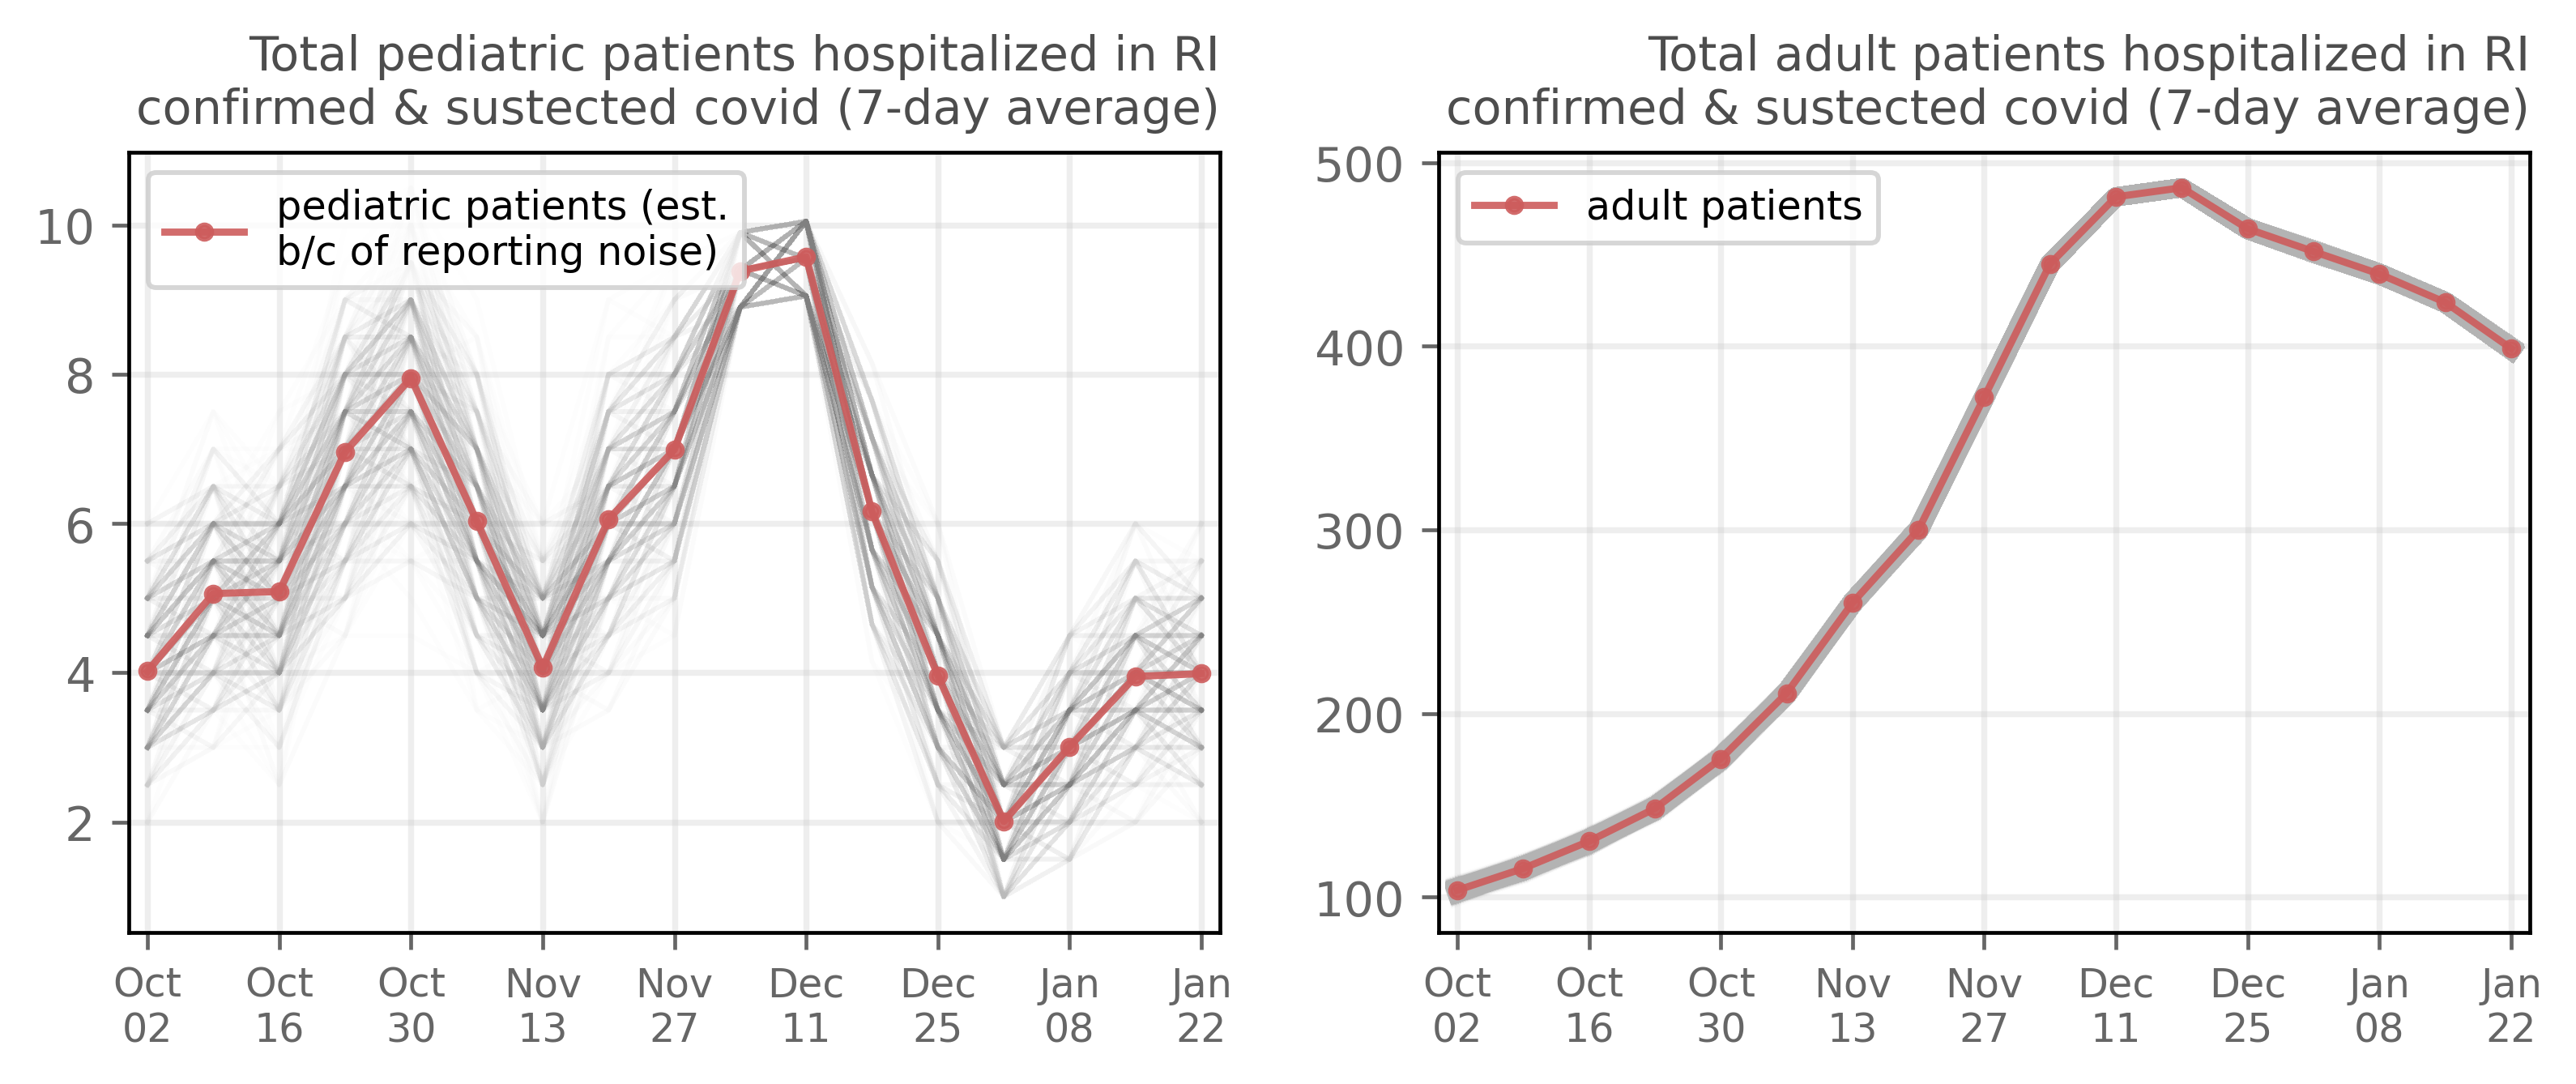 Total pediatric patients hospitalized in RI
confirmed & sustected covid (7-day average)
pediatric patients (est.
b/c of reporting noise)
10
8
6
4
2
Oct
02
Oct
16
Oct
30
Nov
13
Nov
27
Dec
11
Dec
25
Jan
08
Jan
22
Total adult patients hospitalized in RI
confirmed & sustected covid (7-day average)
adult patients
500
400
300
200
100
Oct
02
Oct
16
Oct
30
Nov
13
Nov
27
Dec
11
Dec
25
Jan
08
Jan
22